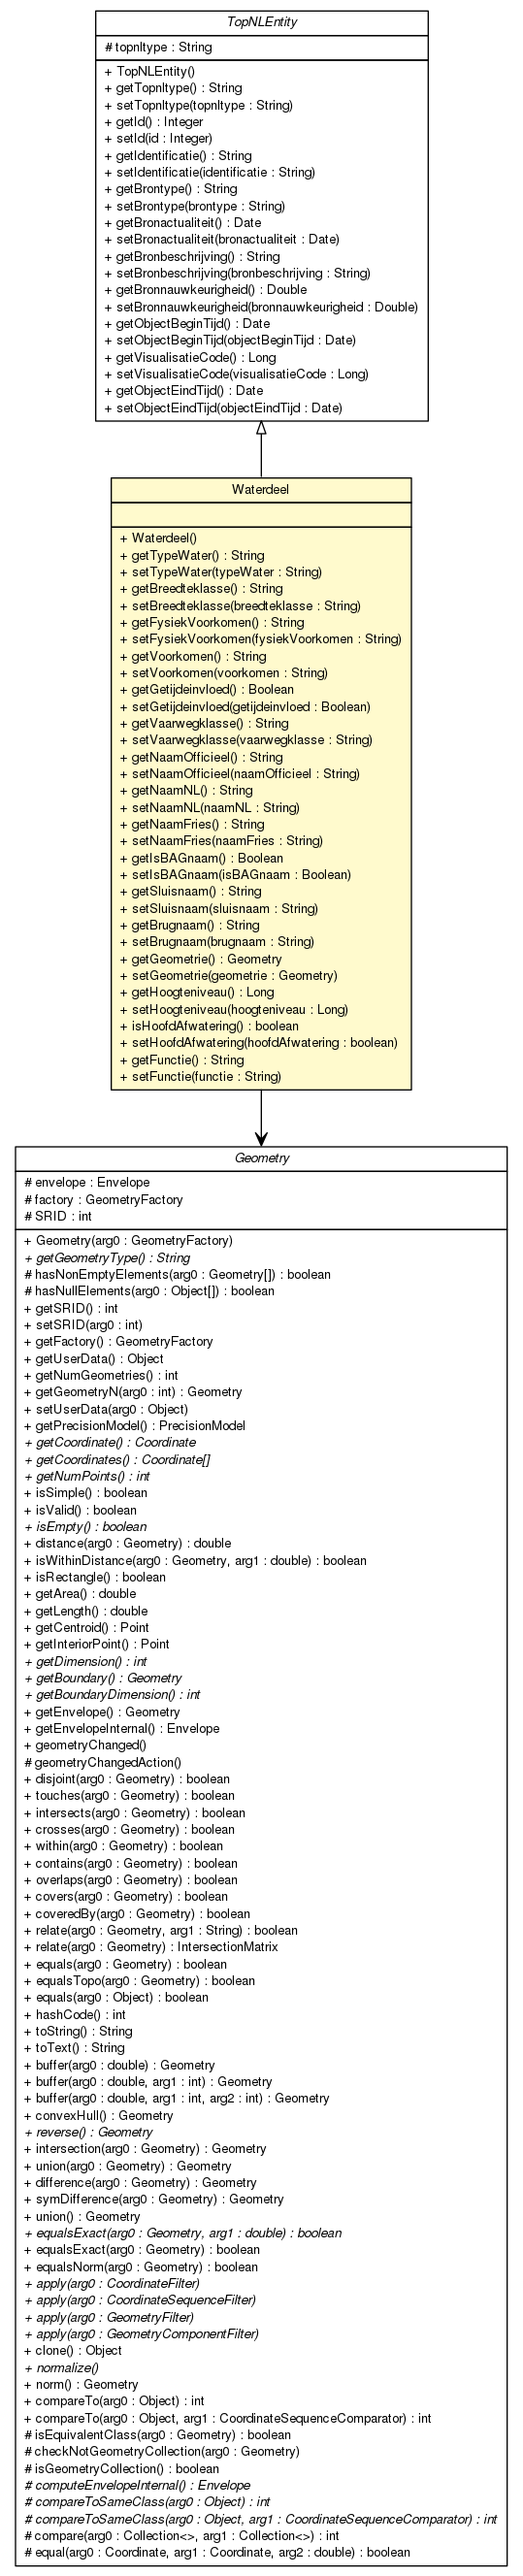 TopNLEntity
# topnltype : String
+ TopNLEntity()
+ getTopnltype() : String
+ setTopnltype(topnltype : String)
+ getId() : Integer
+ setId(id : Integer)
+ getIdentificatie() : String
+ setIdentificatie(identificatie : String)
+ getBrontype() : String
+ setBrontype(brontype : String)
+ getBronactualiteit() : Date
+ setBronactualiteit(bronactualiteit : Date)
+ getBronbeschrijving() : String
+ setBronbeschrijving(bronbeschrijving : String)
+ getBronnauwkeurigheid() : Double
+ setBronnauwkeurigheid(bronnauwkeurigheid : Double)
+ getObjectBeginTijd() : Date
+ setObjectBeginTijd(objectBeginTijd : Date)
+ getVisualisatieCode() : Long
+ setVisualisatieCode(visualisatieCode : Long)
+ getObjectEindTijd() : Date
+ setObjectEindTijd(objectEindTijd : Date)
Waterdeel
+ Waterdeel()
+ getTypeWater() : String
+ setTypeWater(typeWater : String)
+ getBreedteklasse() : String
+ setBreedteklasse(breedteklasse : String)
+ getFysiekVoorkomen() : String
+ setFysiekVoorkomen(fysiekVoorkomen : String)
+ getVoorkomen() : String
+ setVoorkomen(voorkomen : String)
+ getGetijdeinvloed() : Boolean
+ setGetijdeinvloed(getijdeinvloed : Boolean)
+ getVaarwegklasse() : String
+ setVaarwegklasse(vaarwegklasse : String)
+ getNaamOfficieel() : String
+ setNaamOfficieel(naamOfficieel : String)
+ getNaamNL() : String
+ setNaamNL(naamNL : String)
+ getNaamFries() : String
+ setNaamFries(naamFries : String)
+ getIsBAGnaam() : Boolean
+ setIsBAGnaam(isBAGnaam : Boolean)
+ getSluisnaam() : String
+ setSluisnaam(sluisnaam : String)
+ getBrugnaam() : String
+ setBrugnaam(brugnaam : String)
+ getGeometrie() : Geometry
+ setGeometrie(geometrie : Geometry)
+ getHoogteniveau() : Long
+ setHoogteniveau(hoogteniveau : Long)
+ isHoofdAfwatering() : boolean
+ setHoofdAfwatering(hoofdAfwatering : boolean)
+ getFunctie() : String
+ setFunctie(functie : String)
Geometry
# envelope : Envelope
# factory : GeometryFactory
# SRID : int
+ Geometry(arg0 : GeometryFactory)
+ getGeometryType() : String
# hasNonEmptyElements(arg0 : Geometry[]) : boolean
# hasNullElements(arg0 : Object[]) : boolean
+ getSRID() : int
+ setSRID(arg0 : int)
+ getFactory() : GeometryFactory
+ getUserData() : Object
+ getNumGeometries() : int
+ getGeometryN(arg0 : int) : Geometry
+ setUserData(arg0 : Object)
+ getPrecisionModel() : PrecisionModel
+ getCoordinate() : Coordinate
+ getCoordinates() : Coordinate[]
+ getNumPoints() : int
+ isSimple() : boolean
+ isValid() : boolean
+ isEmpty() : boolean
+ distance(arg0 : Geometry) : double
+ isWithinDistance(arg0 : Geometry, arg1 : double) : boolean
+ isRectangle() : boolean
+ getArea() : double
+ getLength() : double
+ getCentroid() : Point
+ getInteriorPoint() : Point
+ getDimension() : int
+ getBoundary() : Geometry
+ getBoundaryDimension() : int
+ getEnvelope() : Geometry
+ getEnvelopeInternal() : Envelope
+ geometryChanged()
# geometryChangedAction()
+ disjoint(arg0 : Geometry) : boolean
+ touches(arg0 : Geometry) : boolean
+ intersects(arg0 : Geometry) : boolean
+ crosses(arg0 : Geometry) : boolean
+ within(arg0 : Geometry) : boolean
+ contains(arg0 : Geometry) : boolean
+ overlaps(arg0 : Geometry) : boolean
+ covers(arg0 : Geometry) : boolean
+ coveredBy(arg0 : Geometry) : boolean
+ relate(arg0 : Geometry, arg1 : String) : boolean
+ relate(arg0 : Geometry) : IntersectionMatrix
+ equals(arg0 : Geometry) : boolean
+ equalsTopo(arg0 : Geometry) : boolean
+ equals(arg0 : Object) : boolean
+ hashCode() : int
+ toString() : String
+ toText() : String
+ buffer(arg0 : double) : Geometry
+ buffer(arg0 : double, arg1 : int) : Geometry
+ buffer(arg0 : double, arg1 : int, arg2 : int) : Geometry
+ convexHull() : Geometry
+ reverse() : Geometry
+ intersection(arg0 : Geometry) : Geometry
+ union(arg0 : Geometry) : Geometry
+ difference(arg0 : Geometry) : Geometry
+ symDifference(arg0 : Geometry) : Geometry
+ union() : Geometry
+ equalsExact(arg0 : Geometry, arg1 : double) : boolean
+ equalsExact(arg0 : Geometry) : boolean
+ equalsNorm(arg0 : Geometry) : boolean
+ apply(arg0 : CoordinateFilter)
+ apply(arg0 : CoordinateSequenceFilter)
+ apply(arg0 : GeometryFilter)
+ apply(arg0 : GeometryComponentFilter)
+ clone() : Object
+ normalize()
+ norm() : Geometry
+ compareTo(arg0 : Object) : int
+ compareTo(arg0 : Object, arg1 : CoordinateSequenceComparator) : int
# isEquivalentClass(arg0 : Geometry) : boolean
# checkNotGeometryCollection(arg0 : Geometry)
# isGeometryCollection() : boolean
# computeEnvelopeInternal() : Envelope
# compareToSameClass(arg0 : Object) : int
# compareToSameClass(arg0 : Object, arg1 : CoordinateSequenceComparator) : int
# compare(arg0 : Collection<>, arg1 : Collection<>) : int
# equal(arg0 : Coordinate, arg1 : Coordinate, arg2 : double) : boolean